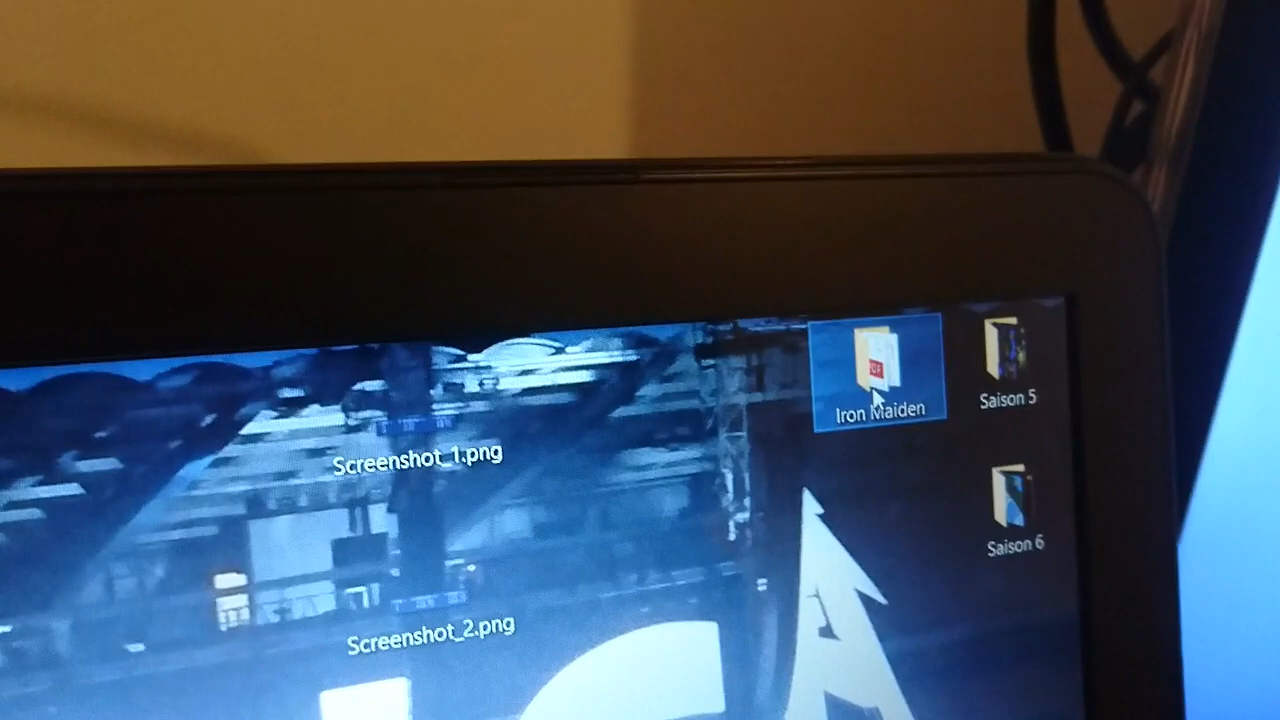 Iron Maiden
Saison 5
Screenshot_1.png
Saison 6
Screenshot_2.png